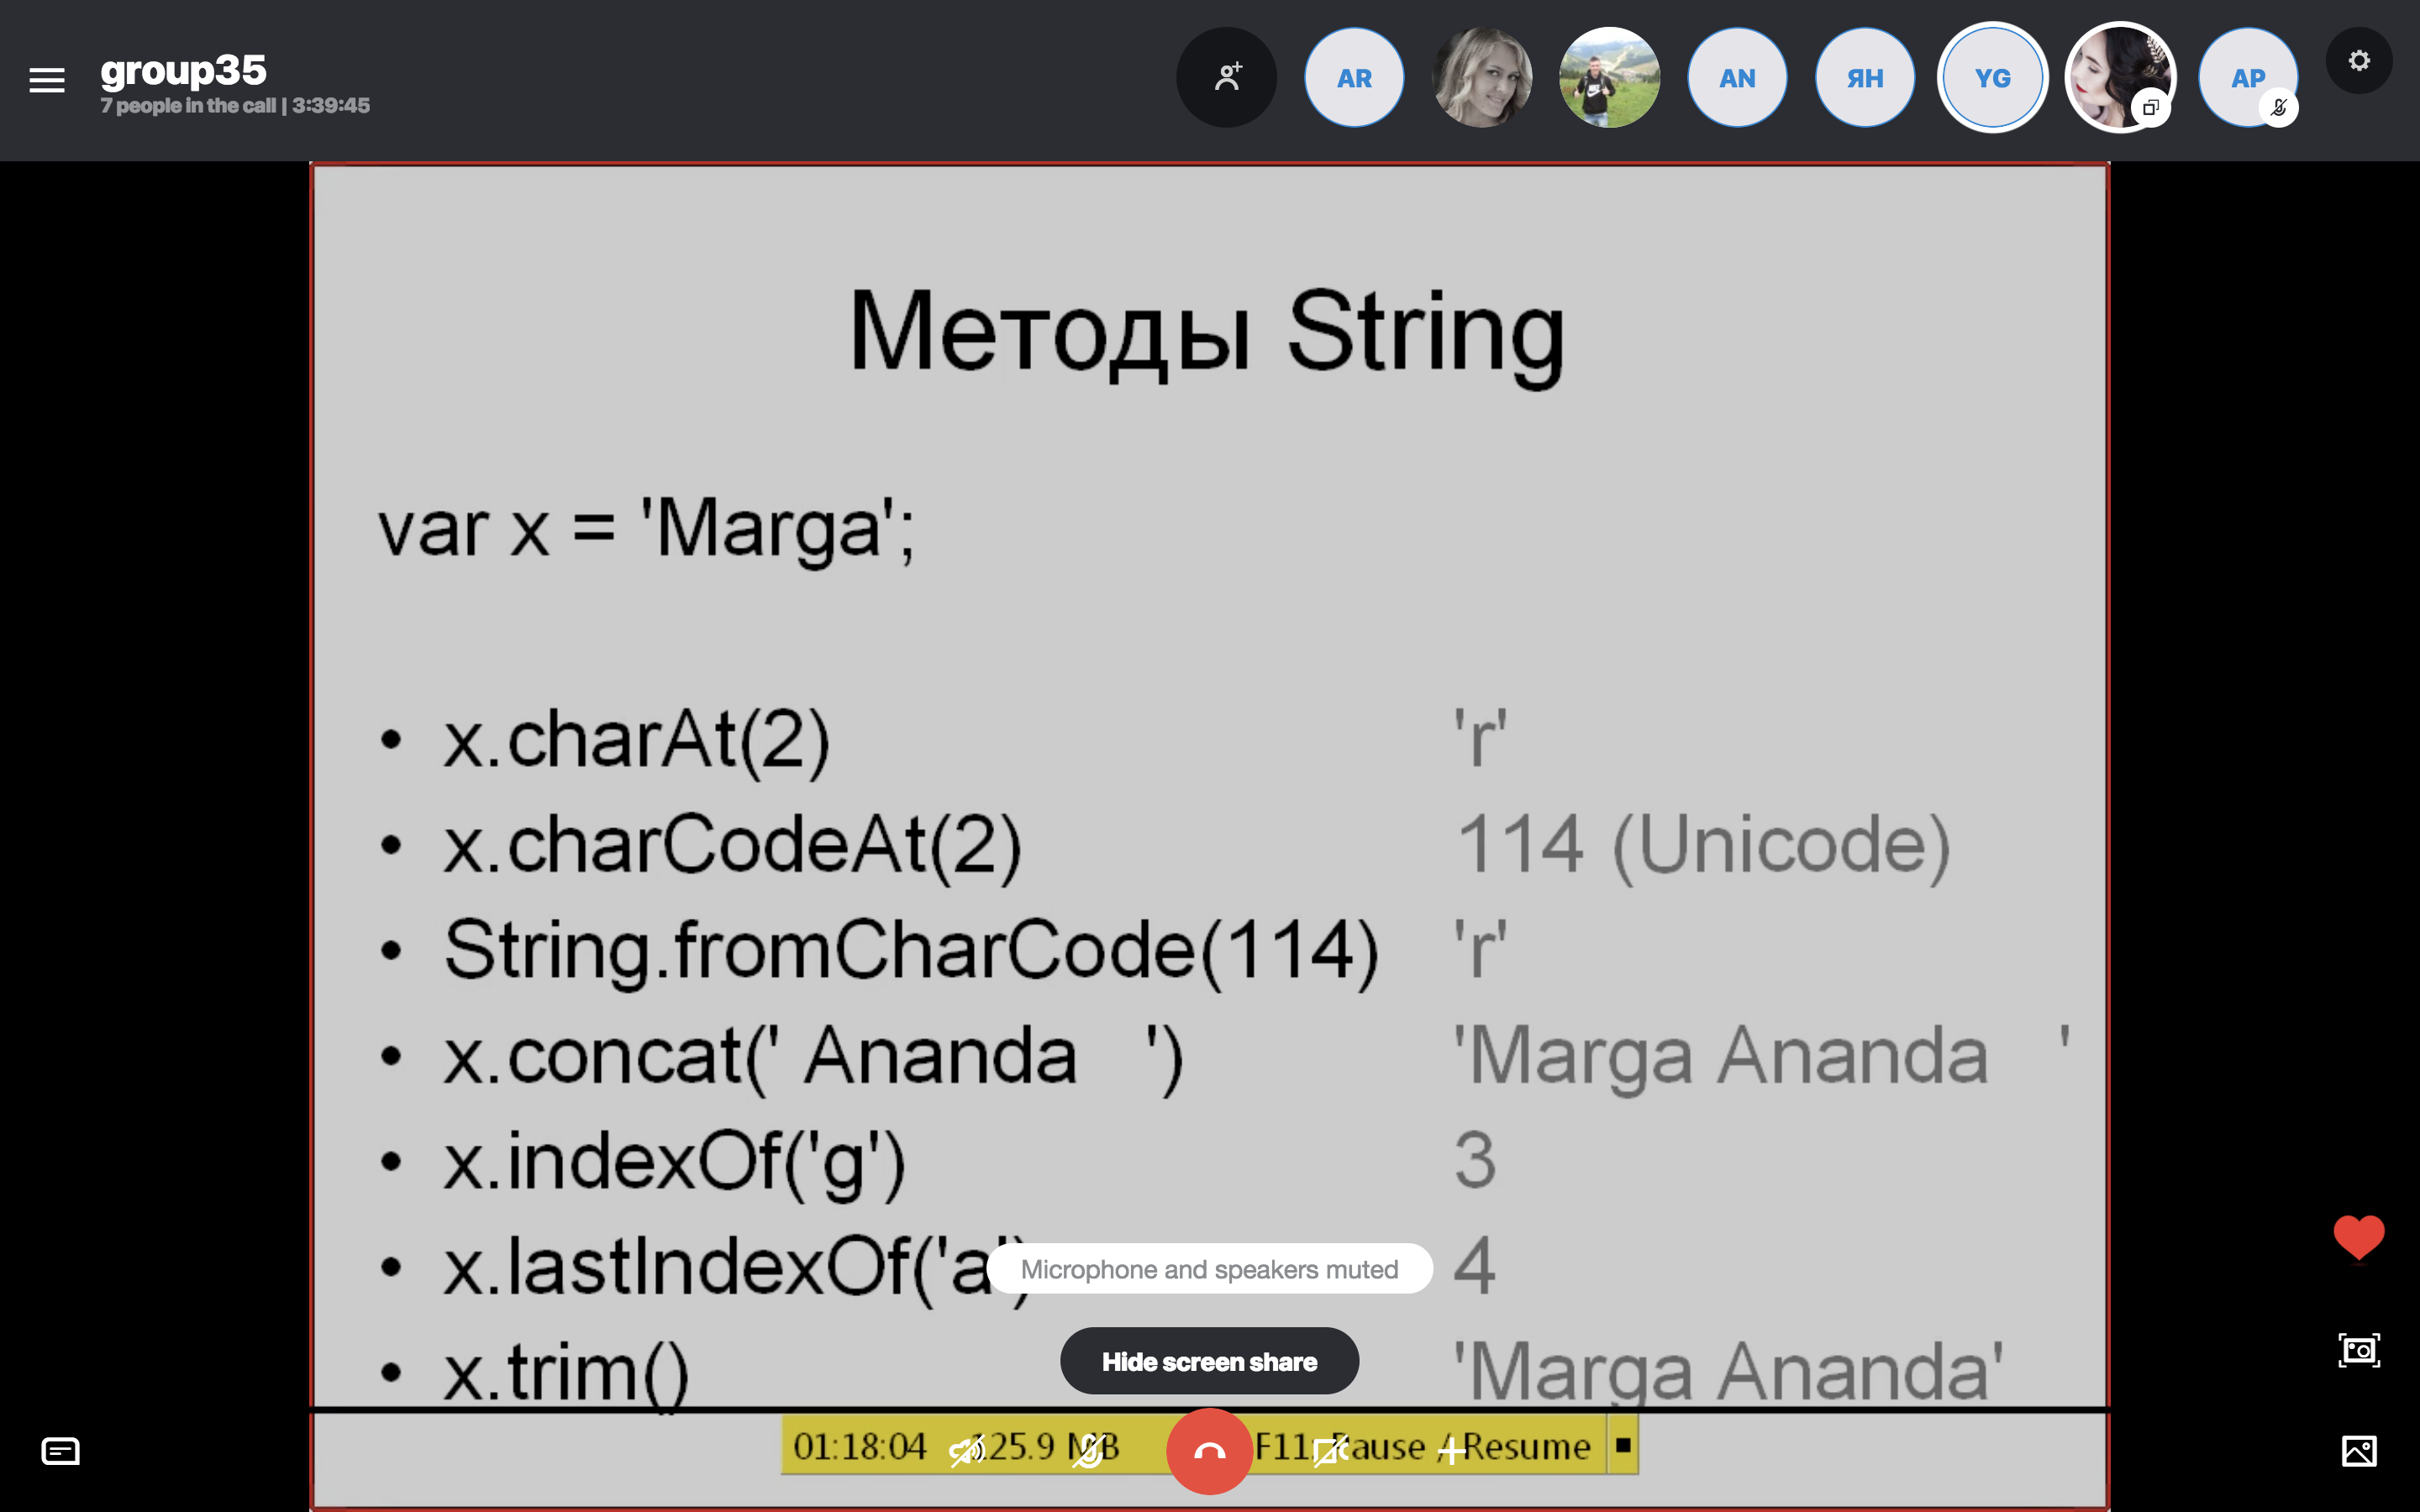 group35
7 people in the call | 3:39:45
AR
AN
ЯН
YG
AP
Методы String
var x = 'Marga';
• x.charAt(2) 'r'
• x.charCodeAt(2) 114 (Unicode)
• String.fromCharCode(114) 'r'
• x.concat(' Ananda   ') 'Marga Ananda   '
• x.indexOf('g') 3
• x.lastIndexOf('a') 4
Microphone and speakers muted
• x.trim() 'Marga Ananda'
Hide screen share
01:18:04 125.9 MB F11: Pause / Resume